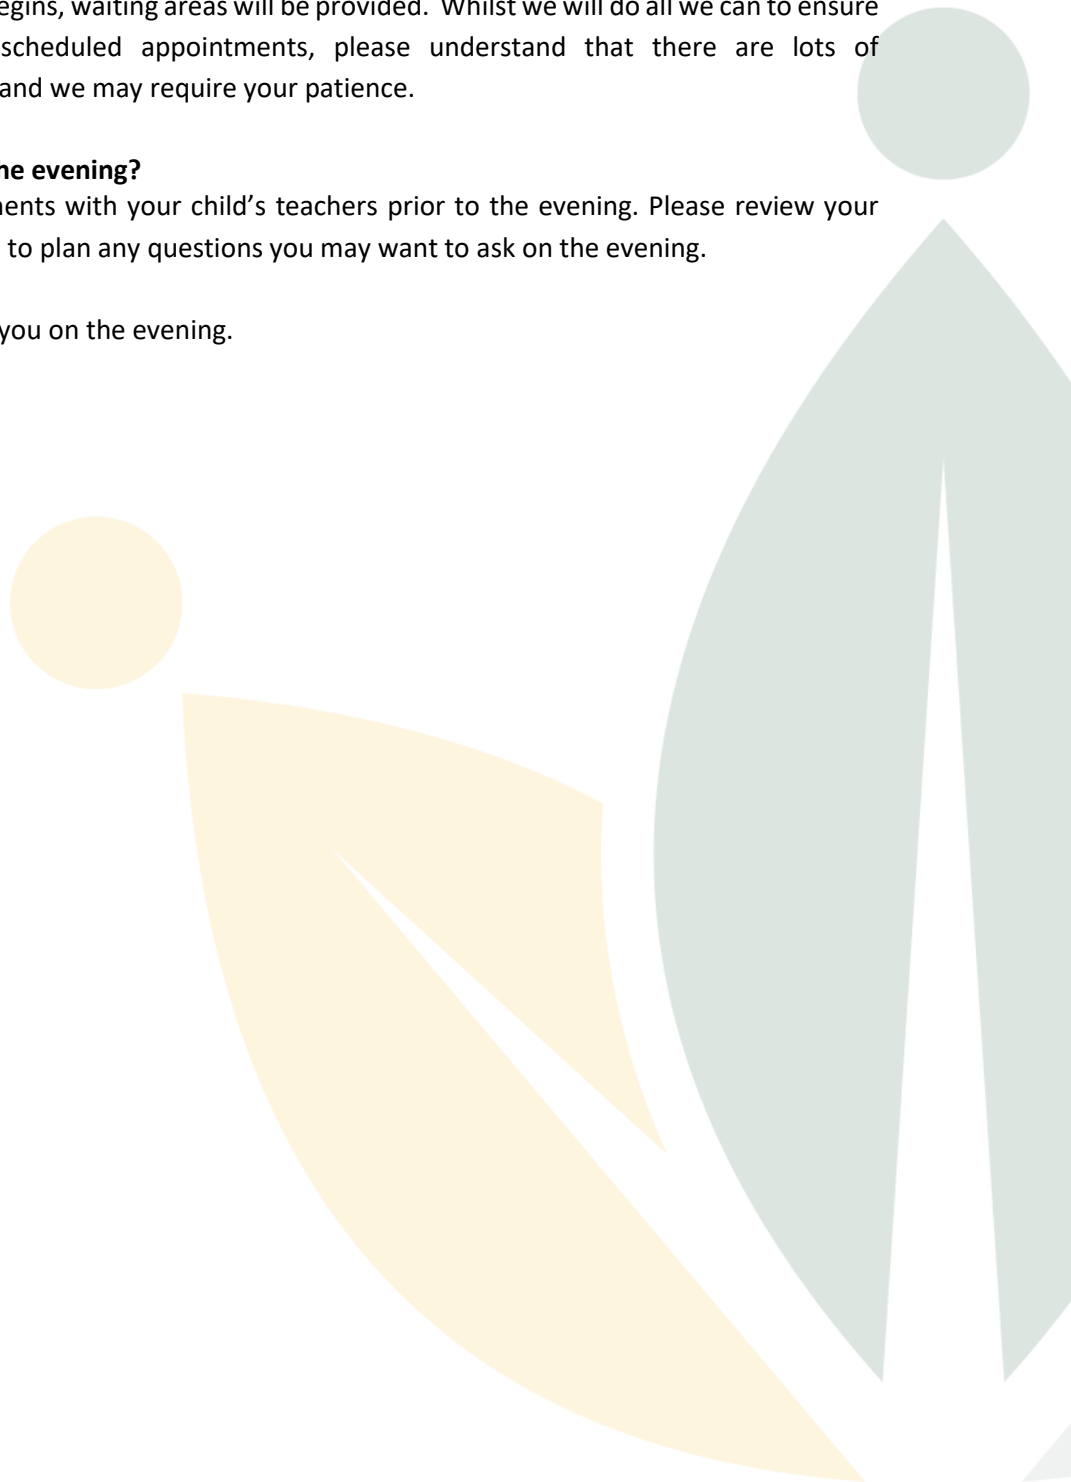 egins, waiting areas will be provided. Whilst we will do all we can to ensure
scheduled appointments, please understand that there are lots of
and we may require your patience.
he evening?
ents with your child's teachers prior to the evening. Please review your
to plan any questions you may want to ask on the evening.
you on the evening.